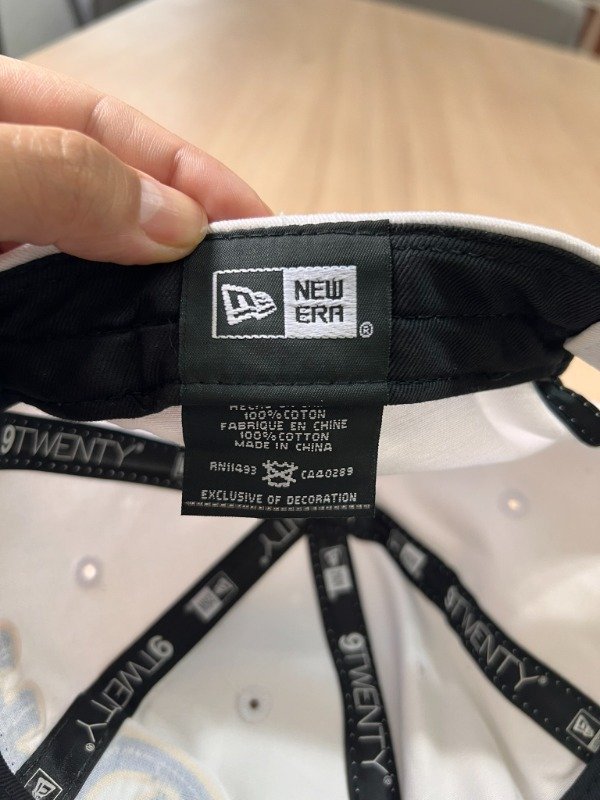 NEW
ERA
®
100%COTON
FABRIQUE EN CHINE
100%COTTON
MADE IN CHINA
RN11493 CA40289
EXCLUSIVE OF DECORATION
9TWENTY
9TWENTY®
9TWENTY
9TWENTY